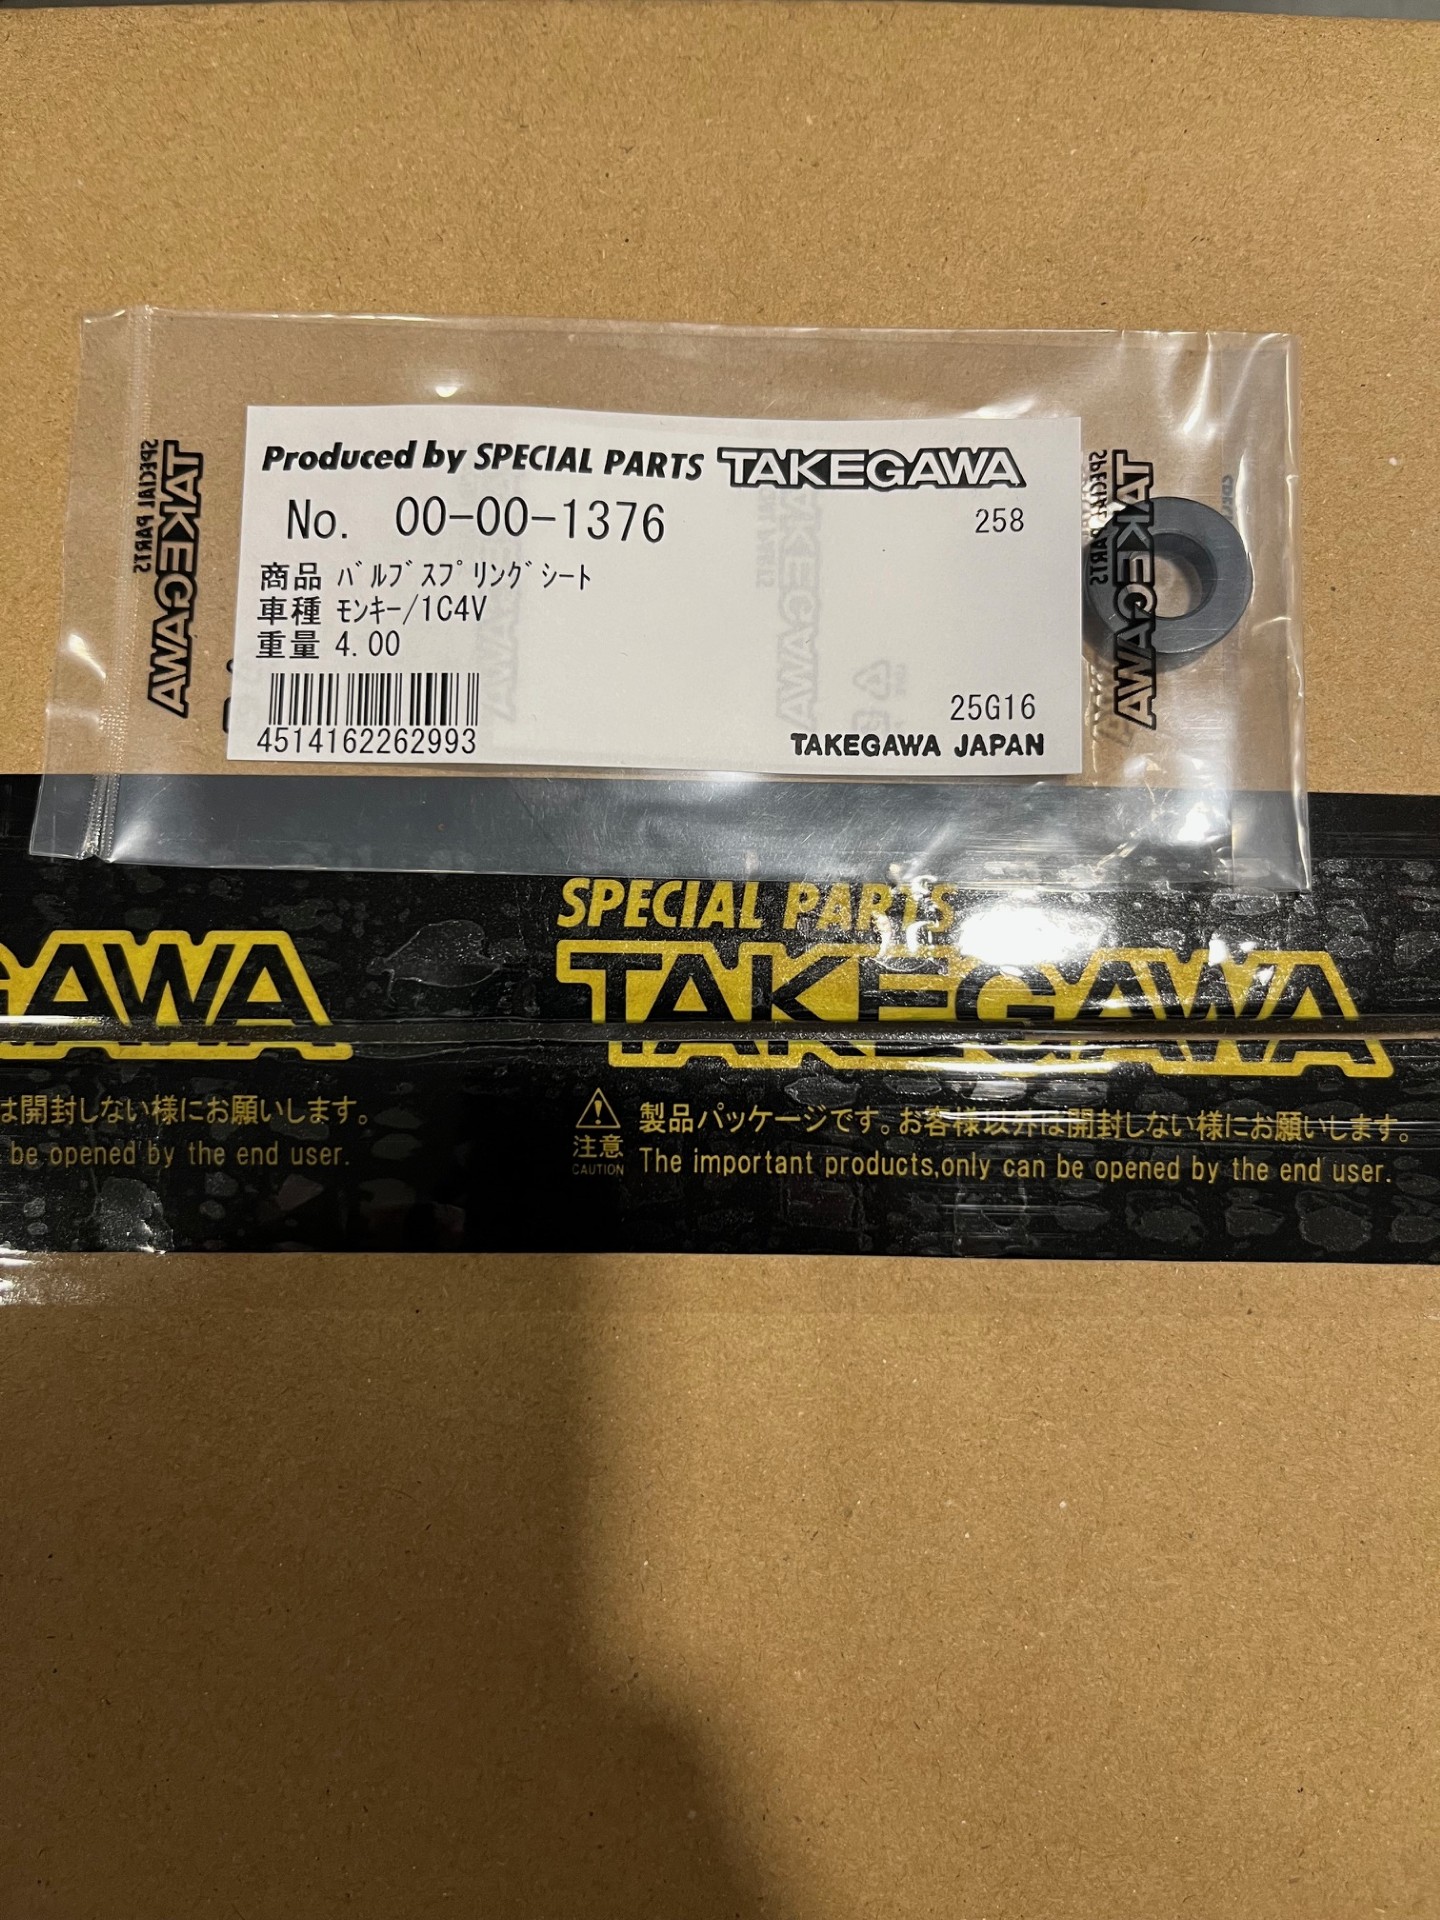 Produced by SPECIAL PARTS TAKEGAWA
No. 00-00-1376 258
商品 ﾊﾞﾙﾌﾞｽﾌﾟﾘﾝｸﾞｼｰﾄ
車種 ﾓﾝｷｰ/1C4V
重量 4.00
25G16
4514162262993
TAKEGAWA JAPAN
SPECIAL PARTS
TAKEGAWA
SPECIAL PARTS
TAKEGAWA
SPECIAL PARTS
GAWA TAKEGAWA
は開封しない様にお願いします。
be opened by the end user.
注意
CAUTION
製品パッケージです。お客様以外は開封しない様にお願いします。
The important products,only can be opened by the end user.